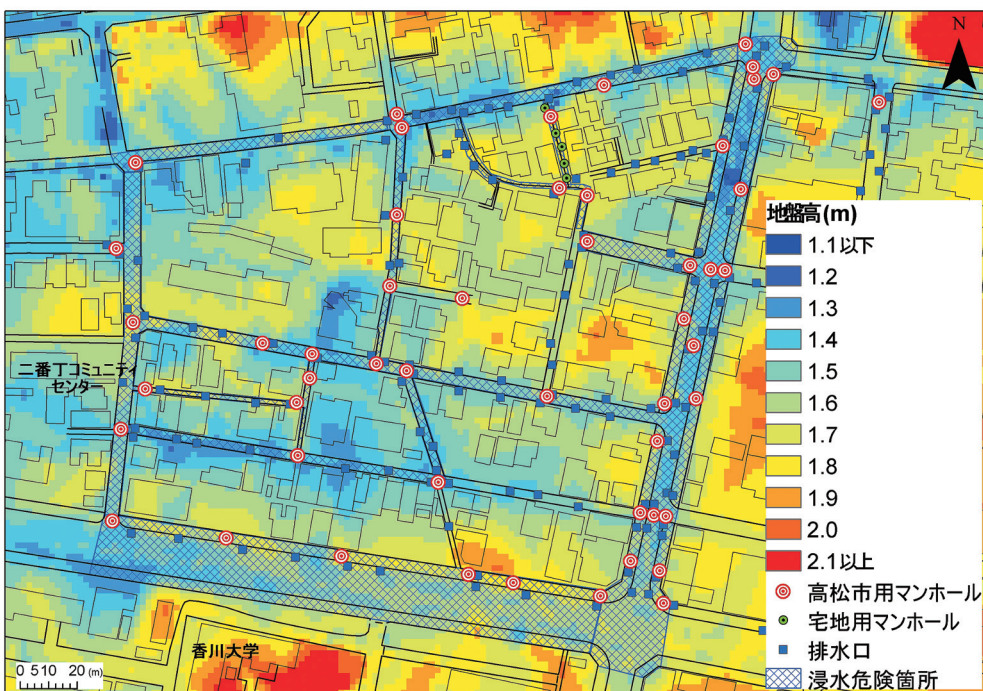 N
地盤高(m)
1.1以下
1.2
1.3
1.4
1.5
1.6
1.7
1.8
1.9
2.0
2.1以上
高松市用マンホール
宅地用マンホール
排水口
浸水危険箇所
二番丁コミュニティ
センター
香川大学
0 5 10 20 (m)